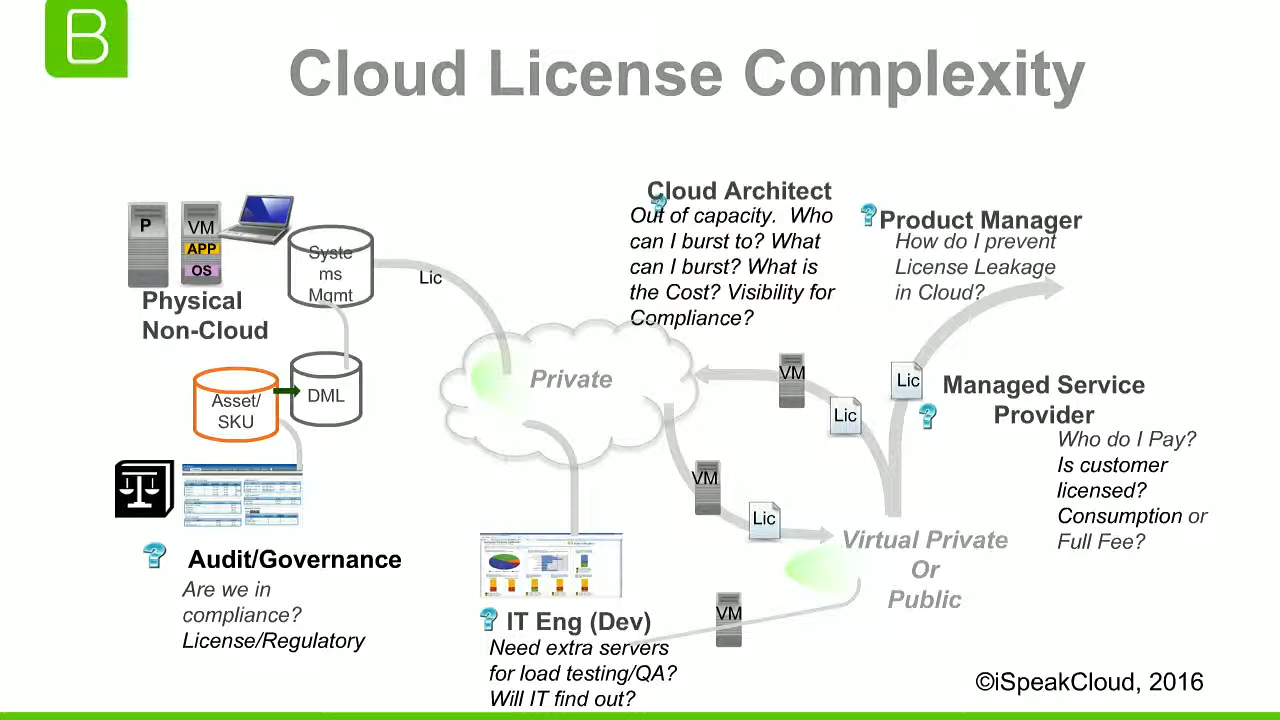 B
Cloud License Complexity
P
VM
APP
OS
Physical
Non-Cloud
Syste
ms
Mgmt
Lic
Asset/
SKU
DML
Audit/Governance
Are we in
compliance?
License/Regulatory
Cloud Architect
Out of capacity. Who
can I burst to? What
can I burst? What is
the Cost? Visibility for
Compliance?
Product Manager
How do I prevent
License Leakage
in Cloud?
Private
VM
Lic
Lic
Managed Service
Provider
Who do I Pay?
Is customer
licensed?
Consumption or
Full Fee?
VM
Lic
Virtual Private
Or
Public
VM
IT Eng (Dev)
Need extra servers
for load testing/QA?
Will IT find out?
©iSpeakCloud, 2016